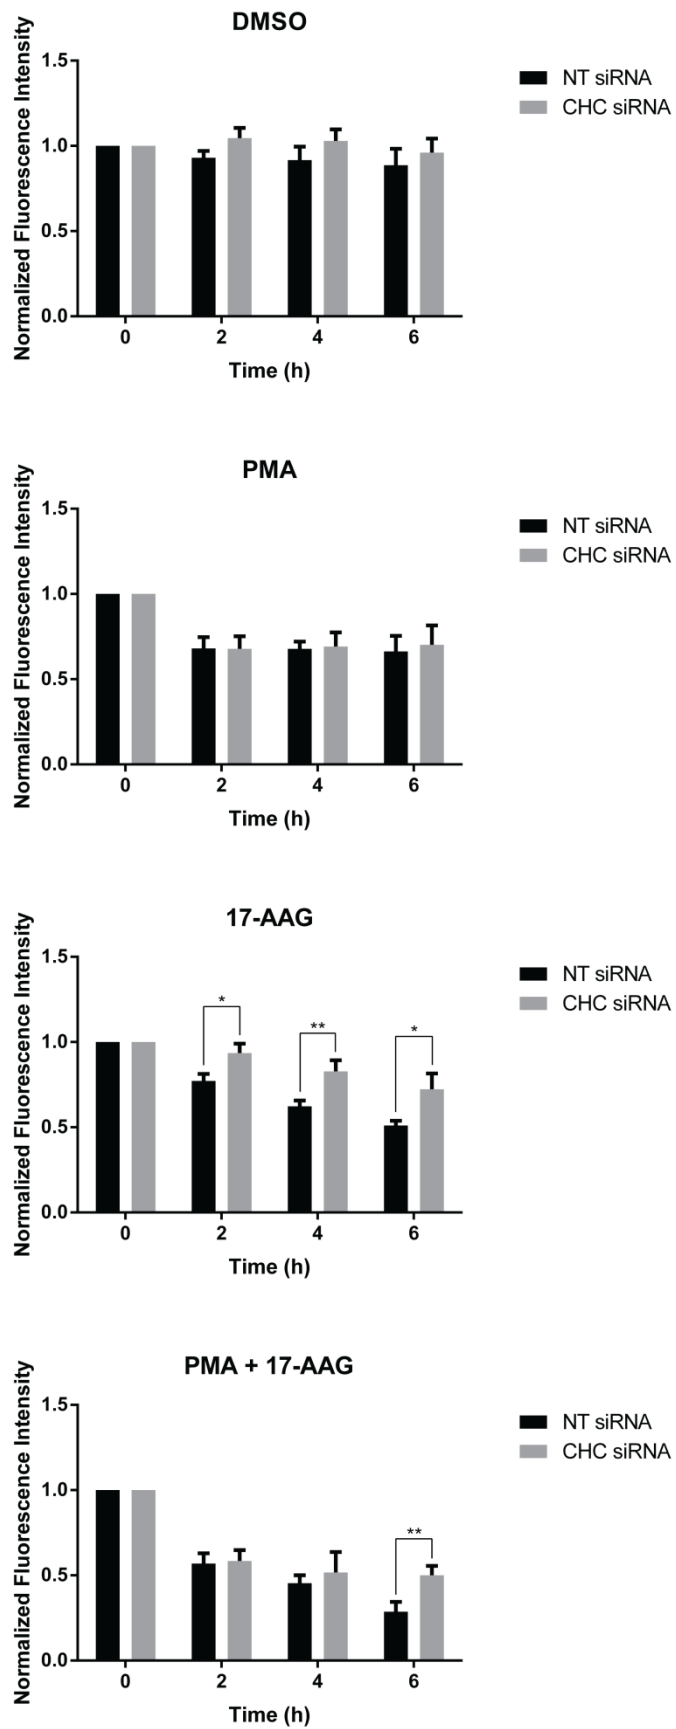 DMSO
Normalized Fluorescence Intensity
1.5
1.0
0.5
0.0
0 2 4 6
Time (h)
NT siRNA
CHC siRNA
PMA
Normalized Fluorescence Intensity
1.5
1.0
0.5
0.0
0 2 4 6
Time (h)
NT siRNA
CHC siRNA
17-AAG
Normalized Fluorescence Intensity
1.5
1.0
0.5
0.0
* ** *
0 2 4 6
Time (h)
NT siRNA
CHC siRNA
PMA + 17-AAG
Normalized Fluorescence Intensity
1.5
1.0
0.5
0.0
**
0 2 4 6
Time (h)
NT siRNA
CHC siRNA